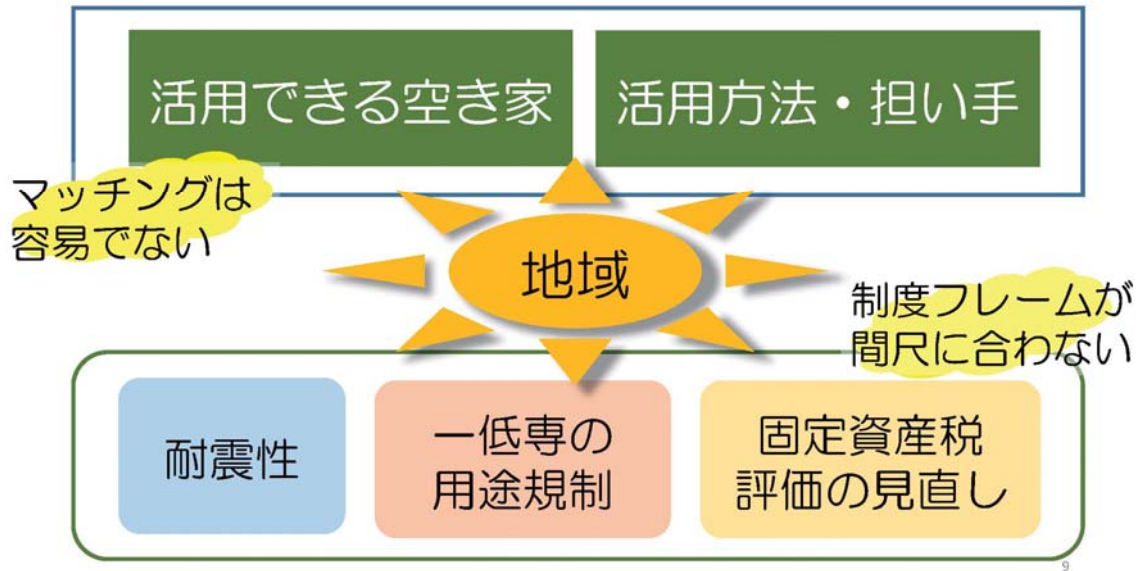 活用できる空き家
活用方法・担い手
マッチングは
容易でない
地域
制度フレームが
間尺に合わない
耐震性
一低専の
用途規制
固定資産税
評価の見直し
9